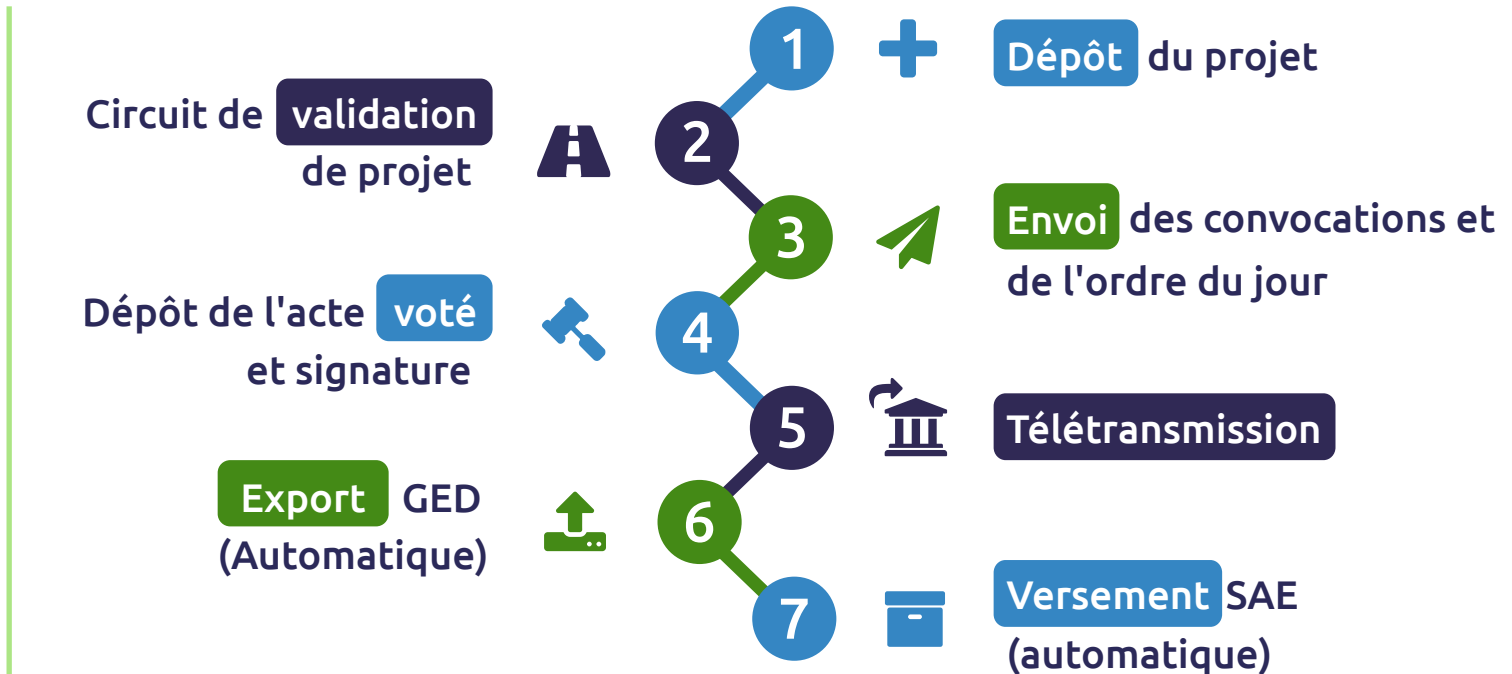 1
Dépôt du projet
Circuit de validation
de projet
2
3
Envoi des convocations et
de l'ordre du jour
Dépôt de l'acte voté
et signature
4
5
Télétransmission
Export GED
(Automatique)
6
7
Versement SAE
(automatique)